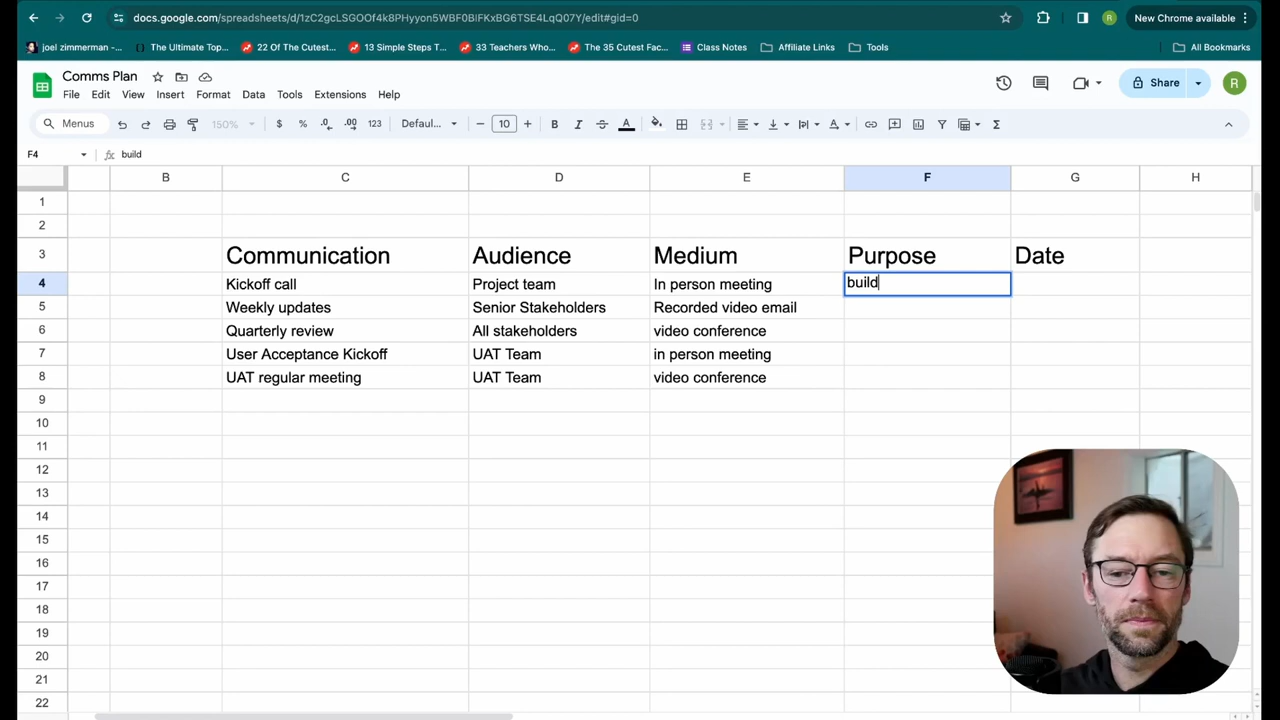 docs.google.com/spreadsheets/d/1zC2gcLSGOOf4k8PHyyon5WBF0BIFKxBG6TSE4LqQ07Y/edit#gid=0
New Chrome available
joel zimmerman -...
The Ultimate Top...
22 Of The Cutest...
13 Simple Steps T...
33 Teachers Who...
The 35 Cutest Fac...
Class Notes
Affiliate Links
Tools
All Bookmarks
Comms Plan
File Edit View Insert Format Data Tools Extensions Help
Share
R
Menus 150% $ % .0 .00 123 Defaul... 10 B I S A
F4 fx build
B C D E F G H
1
2
3 Communication Audience Medium Purpose Date
4 Kickoff call Project team In person meeting build
5 Weekly updates Senior Stakeholders Recorded video email
6 Quarterly review All stakeholders video conference
7 User Acceptance Kickoff UAT Team in person meeting
8 UAT regular meeting UAT Team video conference
9
10
11
12
13
14
15
16
17
18
19
20
21
22